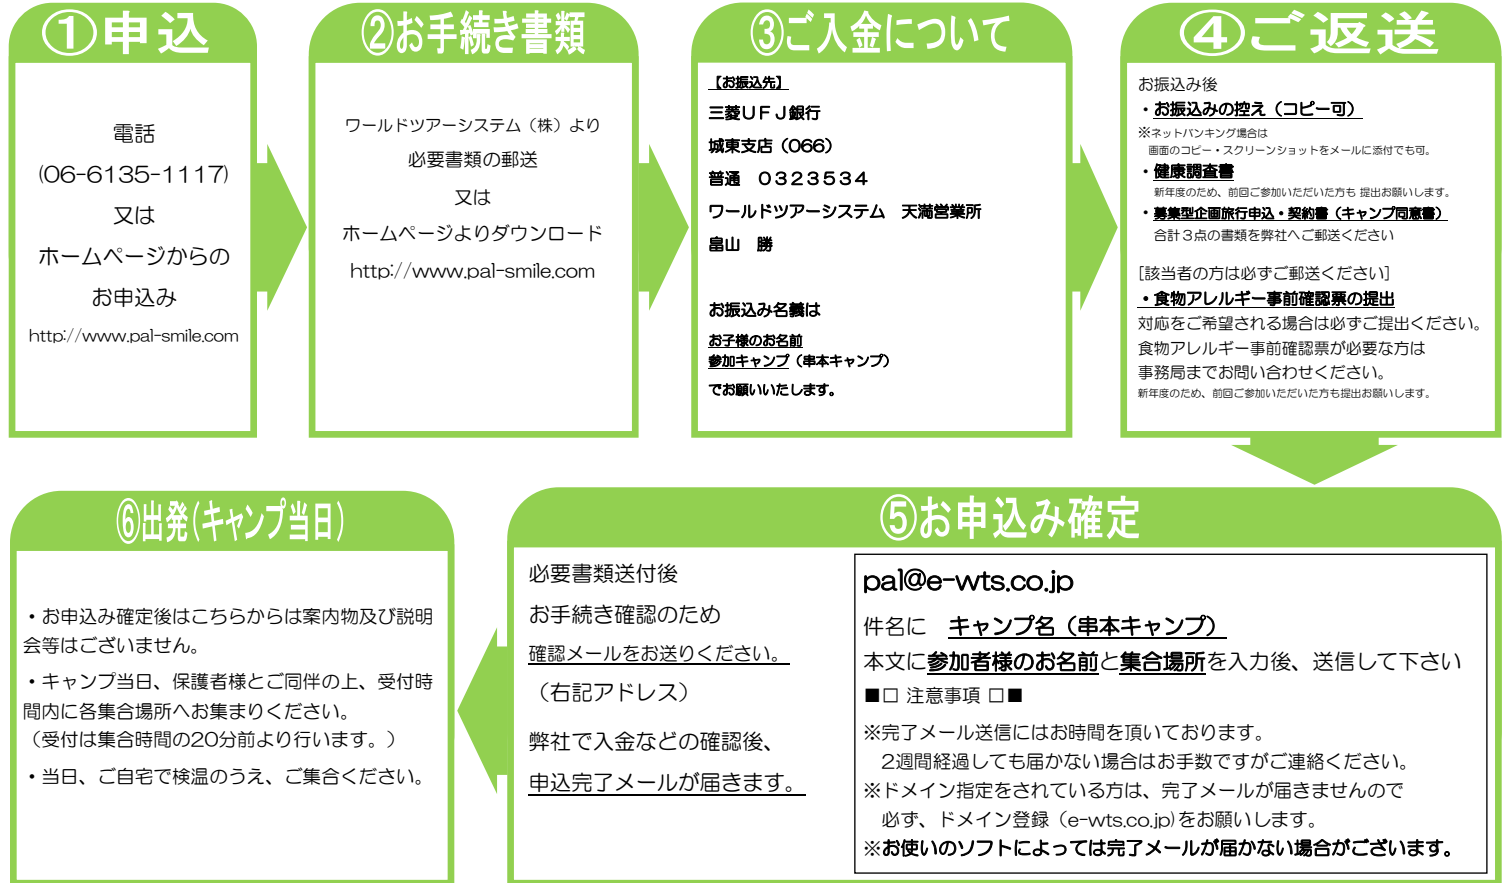 ①申込
電話
(06-6135-1117)
又は
ホームページからの
お申込み
http://www.pal-smile.com
②お手続き書類
ワールドツアーシステム（株）より
必要書類の郵送
又は
ホームページよりダウンロード
http://www.pal-smile.com
③ご入金について
【お振込先】
三菱ＵＦＪ銀行
城東支店（066）
普通　０３２３５３４
ワールドツアーシステム　天満営業所
畠山　勝
お振込み名義は
お子様のお名前
参加キャンプ（串本キャンプ）
でお願いいたします。
④ご返送
お振込み後
・お振込みの控え（コピー可）
※ネットバンキング場合は
画面のコピー・スクリーンショットをメールに添付でも可。
・健康調査書
新年度のため、前回ご参加いただいた方も 提出お願いします。
・募集型企画旅行申込・契約書（キャンプ同意書）
合計３点の書類を弊社へご郵送ください
[該当者の方は必ずご郵送ください]
・食物アレルギー事前確認票の提出
対応をご希望される場合は必ずご提出ください。
食物アレルギー事前確認票が必要な方は
事務局までお問い合わせください。
新年度のため、前回ご参加いただいた方も提出お願いします。
⑤お申込み確定
必要書類送付後
お手続き確認のため
確認メールをお送りください。
（右記アドレス）
弊社で入金などの確認後、
申込完了メールが届きます。
pal@e-wts.co.jp
件名に　キャンプ名（串本キャンプ）
本文に参加者様のお名前と集合場所を入力後、送信して下さい
■□ 注意事項 □■
※完了メール送信にはお時間を頂いております。
2週間経過しても届かない場合はお手数ですがご連絡ください。
※ドメイン指定をされている方は、完了メールが届きませんので
必ず、ドメイン登録（e-wts.co.jp)をお願いします。
※お使いのソフトによっては完了メールが届かない場合がございます。
⑥出発(キャンプ当日)
・お申込み確定後はこちらからは案内物及び説明
会等はございません。
・キャンプ当日、保護者様とご同伴の上、受付時
間内に各集合場所へお集まりください。
（受付は集合時間の20分前より行います。）
・当日、ご自宅で検温のうえ、ご集合ください。